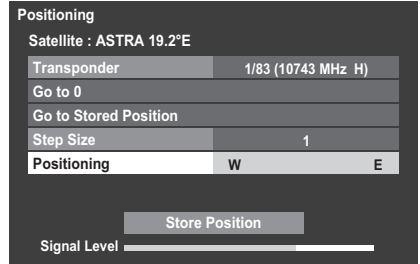 Positioning
Satellite : ASTRA 19.2°E
Transponder 1/83 (10743 MHz H)
Go to 0
Go to Stored Position
Step Size 1
Positioning W E
Store Position
Signal Level